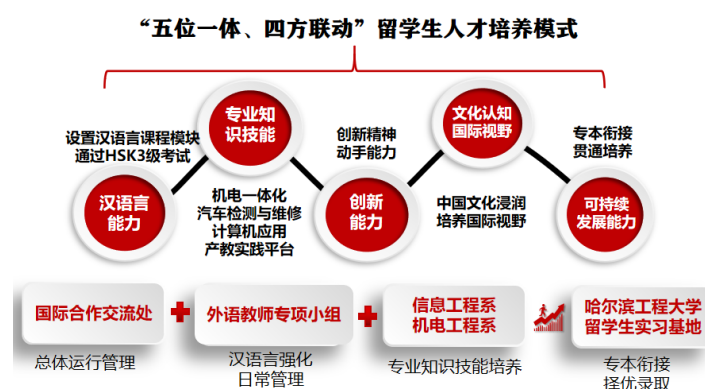 “五位一体、四方联动”留学生人才培养模式
设置汉语言课程模块
通过HSK3级考试
汉语言
能力
专业知
识技能
机电一体化
汽车检测与维修
计算机应用
产教实践平台
创新精神
动手能力
创新
能力
文化认知
国际视野
中国文化浸润
培养国际视野
专本衔接
贯通培养
可持续
发展能力
国际合作交流处
总体运行管理
外语教师专项小组
汉语言强化
日常管理
信息工程系
机电工程系
专业知识技能培养
哈尔滨工程大学
留学生实习基地
专本衔接
择优录取